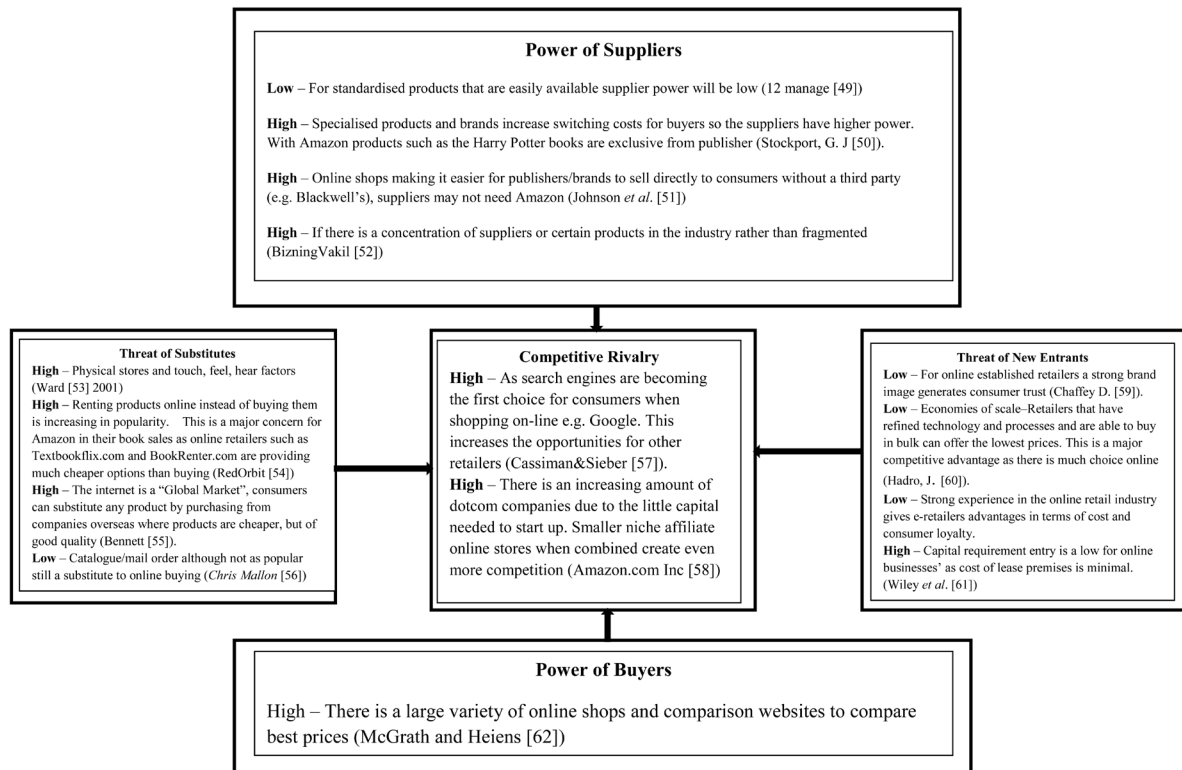 Power of Suppliers
Low – For standardised products that are easily available supplier power will be low (12 manage [49])
High – Specialised products and brands increase switching costs for buyers so the suppliers have higher power.
With Amazon products such as the Harry Potter books are exclusive from publisher (Stockport, G. J [50]).
High – Online shops making it easier for publishers/brands to sell directly to consumers without a third party
(e.g. Blackwell's), suppliers may not need Amazon (Johnson et al. [51])
High – If there is a concentration of suppliers or certain products in the industry rather than fragmented
(BizningVakil [52])
Threat of Substitutes
High – Physical stores and touch, feel, hear factors
(Ward [53] 2001)
High – Renting products online instead of buying them
is increasing in popularity. This is a major concern for
Amazon in their book sales as online retailers such as
Textbookflix.com and BookRenter.com are providing
much cheaper options than buying (RedOrbit [54])
High – The internet is a “Global Market”, consumers
can substitute any product by purchasing from
companies overseas where products are cheaper, but of
good quality (Bennett [55]).
Low – Catalogue/mail order although not as popular
still a substitute to online buying (Chris Mallon [56])
Competitive Rivalry
High – As search engines are becoming
the first choice for consumers when
shopping on-line e.g. Google. This
increases the opportunities for other
retailers (Cassiman&Sieber [57]).
High – There is an increasing amount of
dotcom companies due to the little capital
needed to start up. Smaller niche affiliate
online stores when combined create even
more competition (Amazon.com Inc [58])
Threat of New Entrants
Low – For online established retailers a strong brand
image generates consumer trust (Chaffey D. [59]).
Low – Economies of scale–Retailers that have
refined technology and processes and are able to buy
in bulk can offer the lowest prices. This is a major
competitive advantage as there is much choice online
(Hadro, J. [60]).
Low – Strong experience in the online retail industry
gives e-retailers advantages in terms of cost and
consumer loyalty.
High – Capital requirement entry is a low for online
businesses' as cost of lease premises is minimal.
(Wiley et al. [61])
Power of Buyers
High – There is a large variety of online shops and comparison websites to compare
best prices (McGrath and Heiens [62])